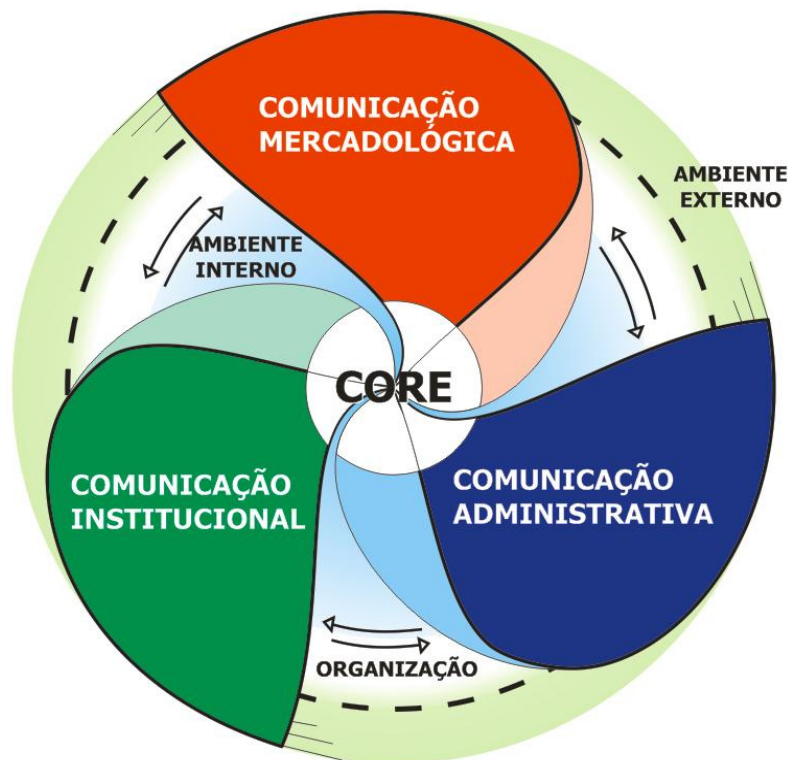 COMUNICAÇÃO
MERCADOLÓGICA
AMBIENTE
EXTERNO
AMBIENTE
INTERNO
CORE
COMUNICAÇÃO
INSTITUCIONAL
COMUNICAÇÃO
ADMINISTRATIVA
ORGANIZAÇÃO